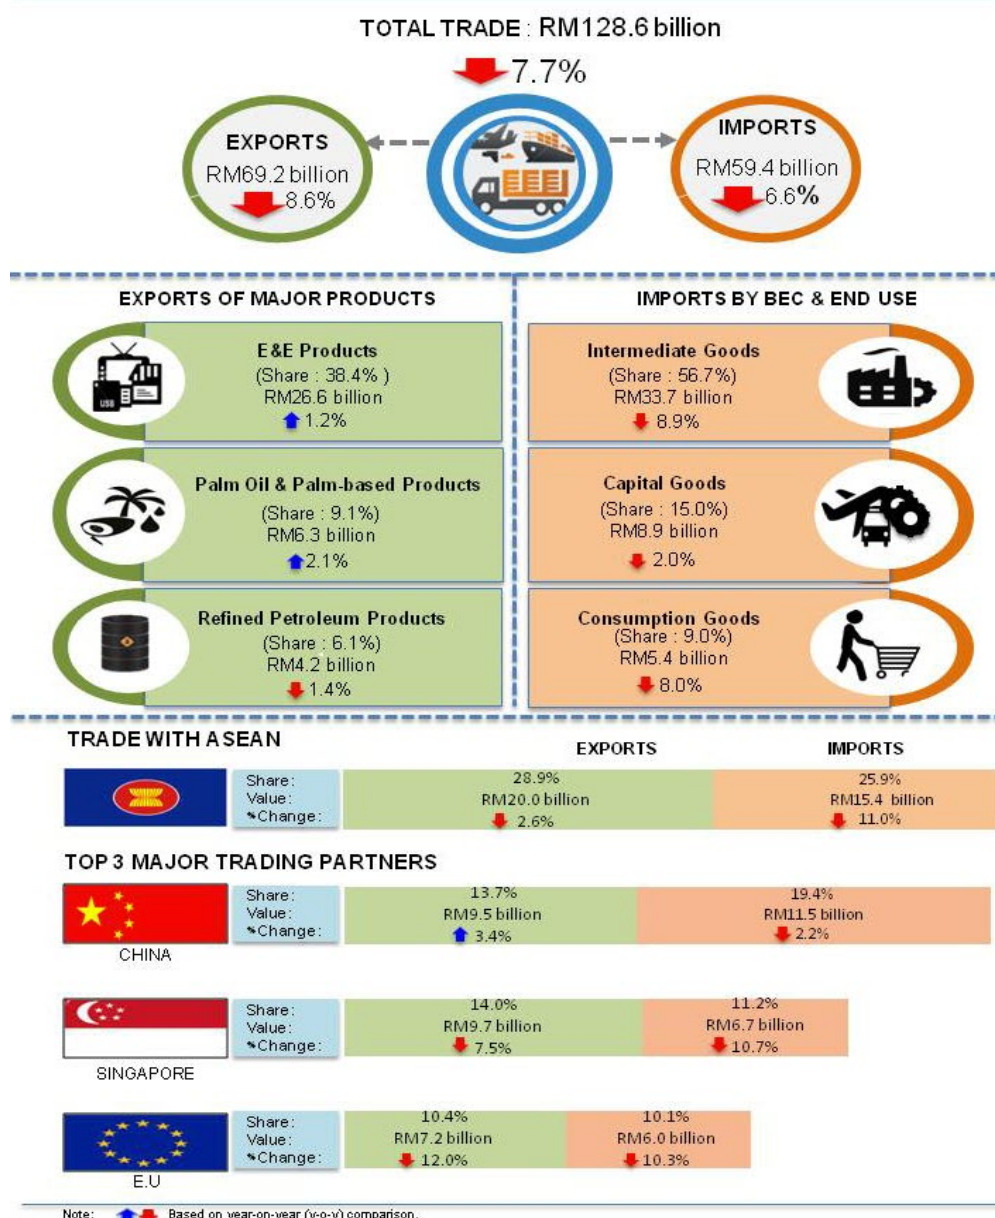 TOTAL TRADE : RM128.6 billion
7.7%
EXPORTS
RM69.2 billion
8.6%
IMPORTS
RM59.4 billion
6.6%
EXPORTS OF MAJOR PRODUCTS
E&E Products
(Share : 38.4% )
RM26.6 billion
1.2%
USB
Palm Oil & Palm-based Products
(Share : 9.1%)
RM6.3 billion
2.1%
Refined Petroleum Products
(Share : 6.1%)
RM4.2 billion
1.4%
IMPORTS BY BEC & END USE
Intermediate Goods
(Share : 56.7%)
RM33.7 billion
8.9%
Capital Goods
(Share : 15.0%)
RM8.9 billion
2.0%
Consumption Goods
(Share : 9.0%)
RM5.4 billion
8.0%
TRADE WITH ASEAN
EXPORTS IMPORTS
Share: 28.9% 25.9%
Value: RM20.0 billion RM15.4 billion
%Change: 2.6% 11.0%
TOP 3 MAJOR TRADING PARTNERS
Share: 13.7% 19.4%
Value: RM9.5 billion RM11.5 billion
%Change: 3.4% 2.2%
CHINA
Share: 14.0% 11.2%
Value: RM9.7 billion RM6.7 billion
%Change: 7.5% 10.7%
SINGAPORE
Share: 10.4% 10.1%
Value: RM7.2 billion RM6.0 billion
%Change: 12.0% 10.3%
E.U
Note: Based on year-on-year (y-o-y) comparison.